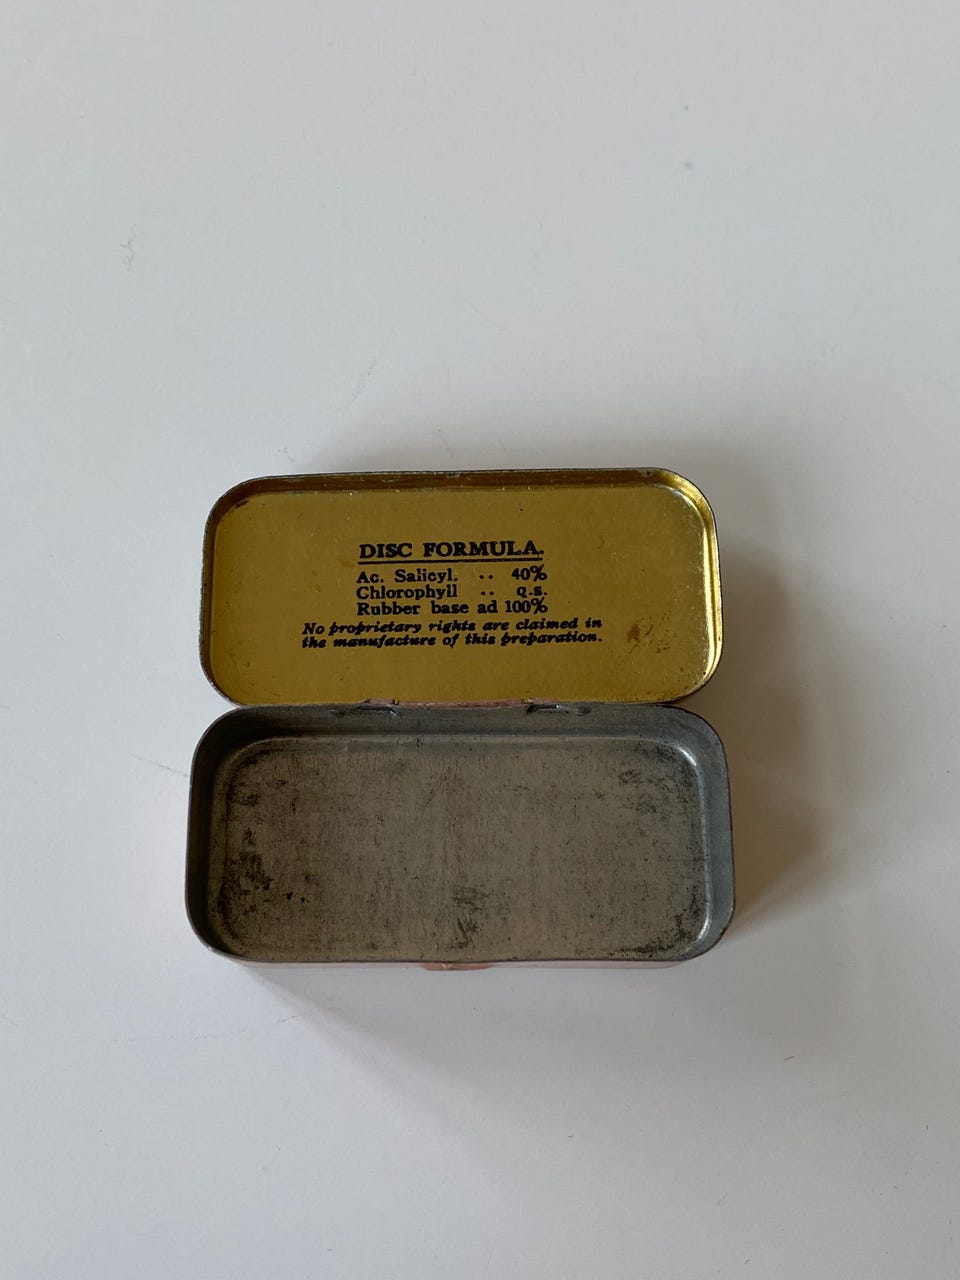 DISC FORMULA.
Ac. Salicyl. .. 40%
Chlorophyll .. Q.S.
Rubber base ad 100%
No proprietary rights are claimed in
the manufacture of this preparation.